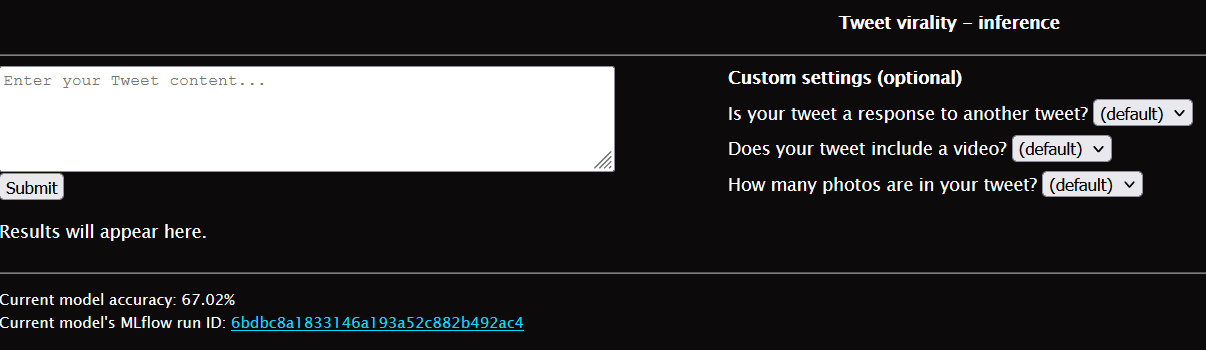 Tweet virality – inference
Enter your Tweet content...
Submit
Results will appear here.
Custom settings (optional)
Is your tweet a response to another tweet? (default)
Does your tweet include a video? (default)
How many photos are in your tweet? (default)
Current model accuracy: 67.02%
Current model's MLflow run ID: 6bdbc8a1833146a193a52c882b492ac4